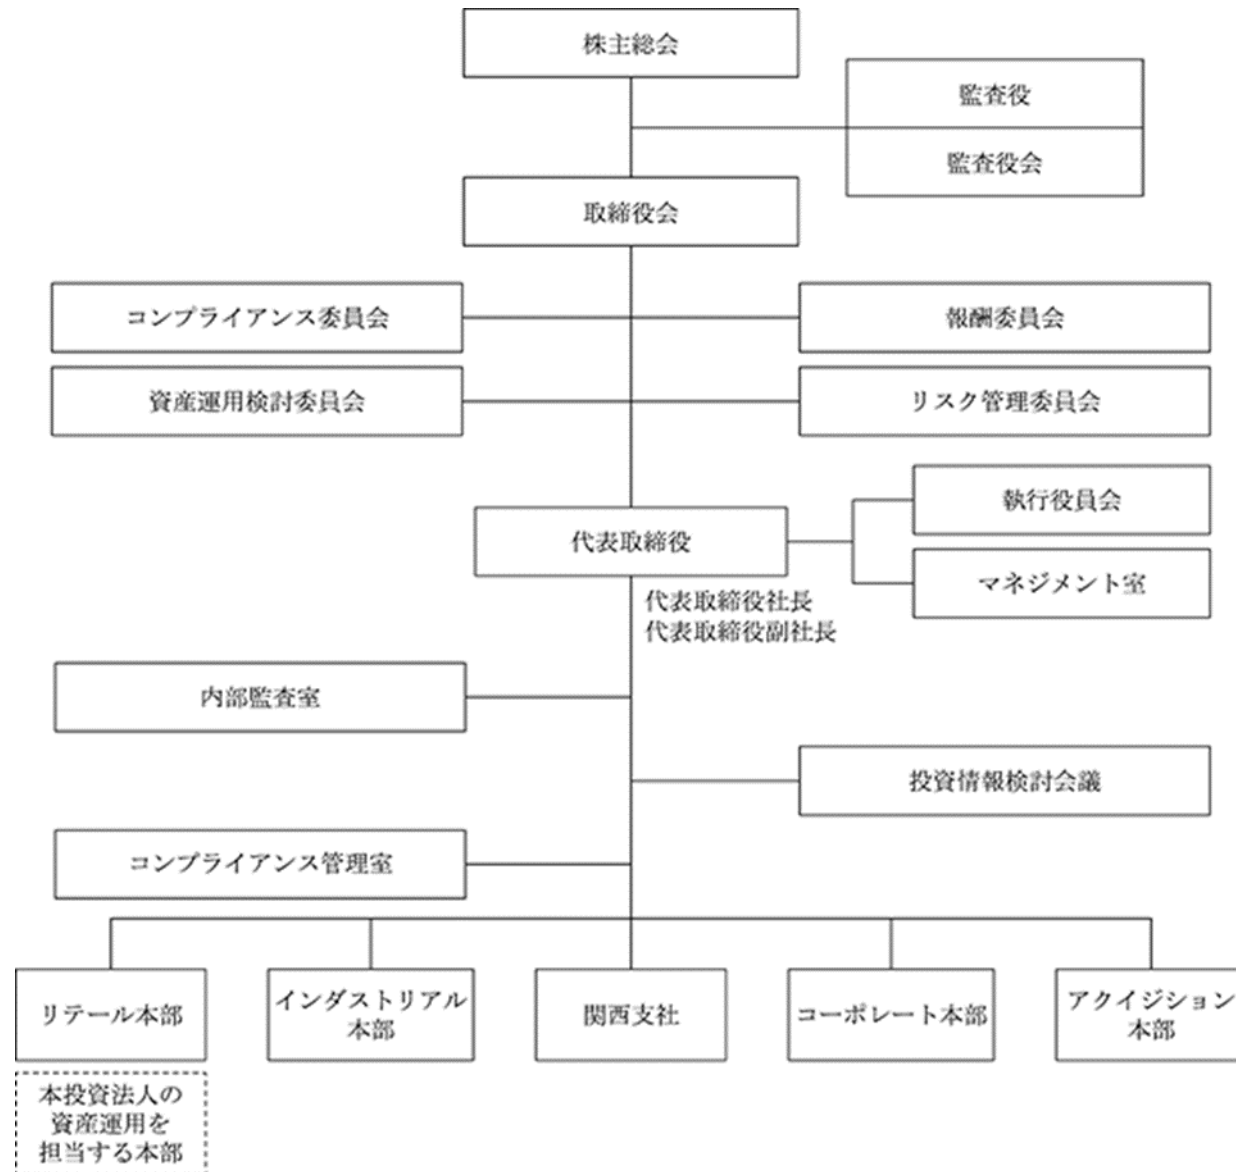 株主総会
監査役
監査役会
取締役会
コンプライアンス委員会
報酬委員会
資産運用検討委員会
リスク管理委員会
執行役員会
代表取締役
マネジメント室
代表取締役社長
代表取締役副社長
内部監査室
投資情報検討会議
コンプライアンス管理室
リテール本部
インダストリアル
本部
関西支社
コーポレート本部
アクイジション
本部
本投資法人の
資産運用を
担当する本部